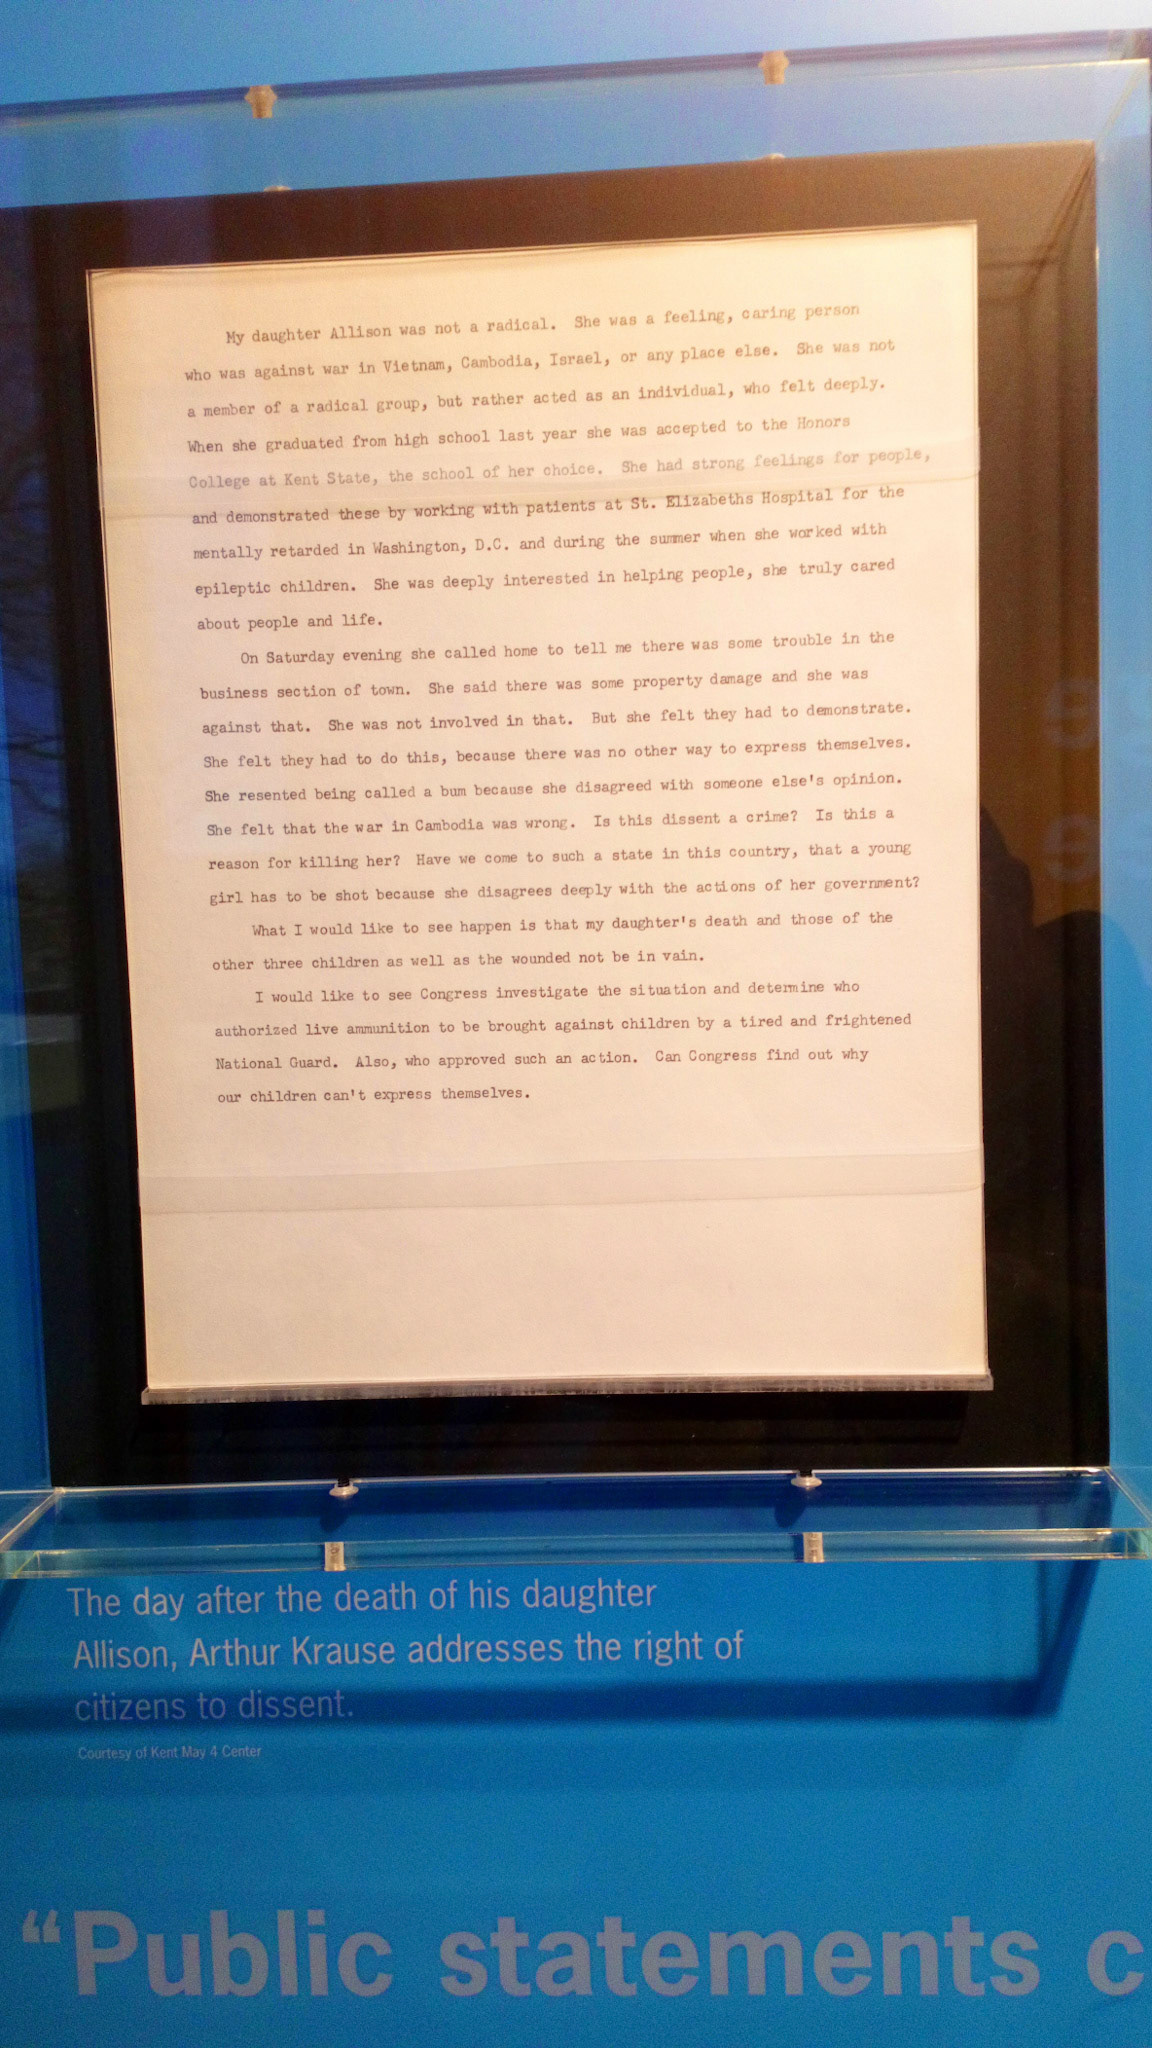 My daughter Allison was not a radical. She was a feeling, caring person
who was against war in Vietnam, Cambodia, Israel, or any place else. She was not
a member of a radical group, but rather acted as an individual, who felt deeply.
When she graduated from high school last year she was accepted to the Honors
College at Kent State, the school of her choice. She had strong feelings for people,
and demonstrated these by working with patients at St. Elizabeths Hospital for the
mentally retarded in Washington, D.C. and during the summer when she worked with
epileptic children. She was deeply interested in helping people, she truly cared
about people and life.
On Saturday evening she called home to tell me there was some trouble in the
business section of town. She said there was some property damage and she was
against that. She was not involved in that. But she felt they had to demonstrate.
She felt they had to do this, because there was no other way to express themselves.
She resented being called a bum because she disagreed with someone else's opinion.
She felt that the war in Cambodia was wrong. Is this dissent a crime? Is this a
reason for killing her? Have we come to such a state in this country, that a young
girl has to be shot because she disagrees deeply with the actions of her government?
What I would like to see happen is that my daughter's death and those of the
other three children as well as the wounded not be in vain.
I would like to see Congress investigate the situation and determine who
authorized live ammunition to be brought against children by a tired and frightened
National Guard. Also, who approved such an action. Can Congress find out why
our children can't express themselves.
The day after the death of his daughter
Allison, Arthur Krause addresses the right of
citizens to dissent.
Courtesy of Kent May 4 Center
“Public statements c